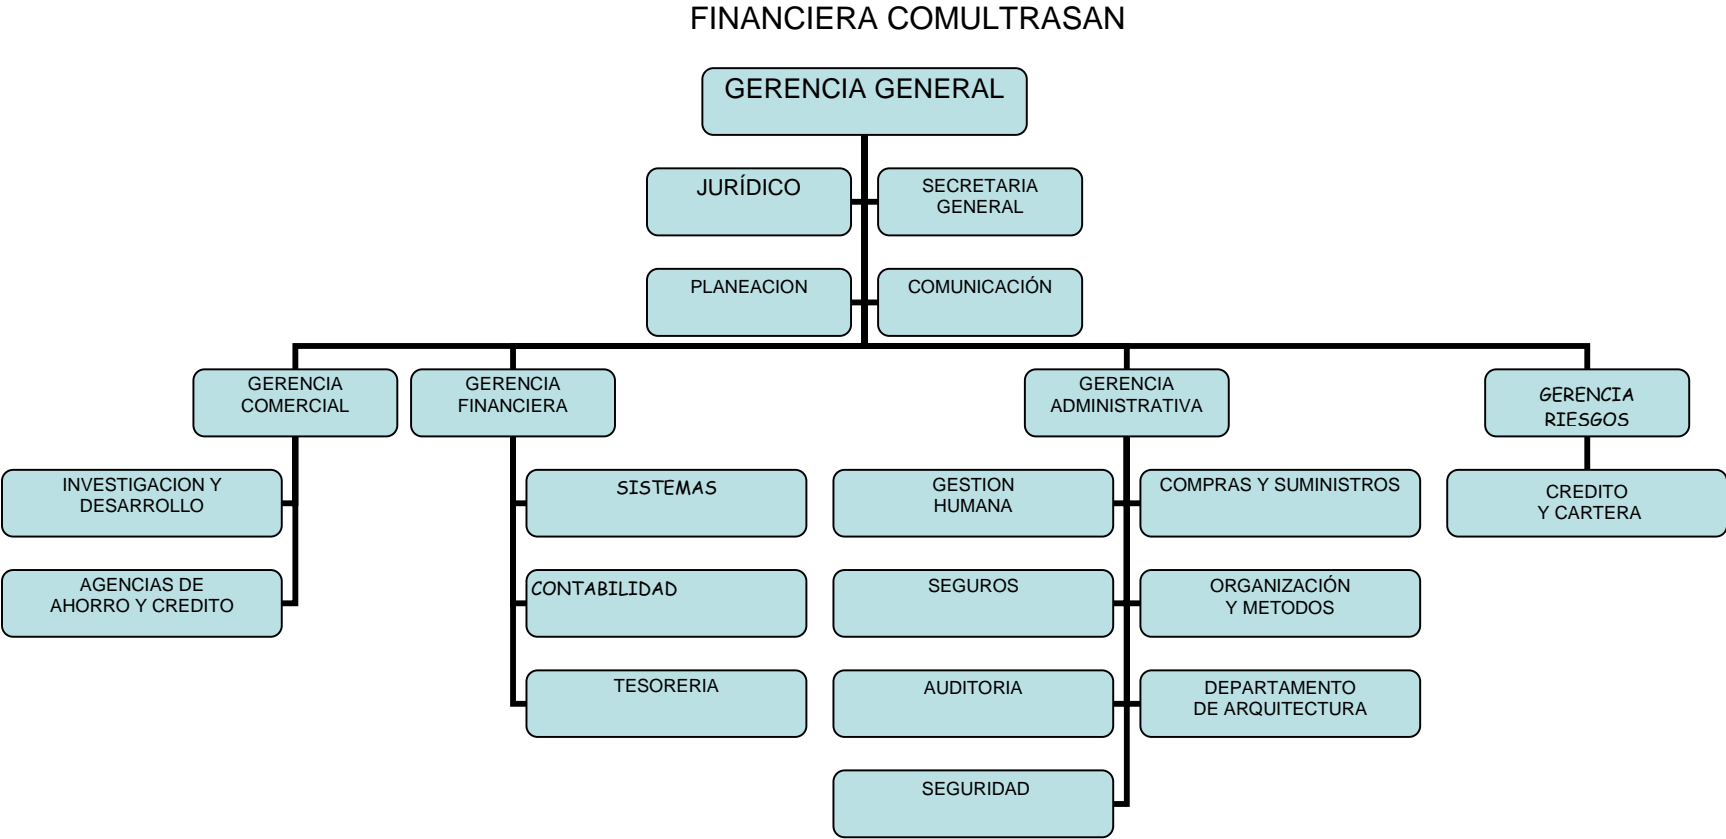 FINANCIERA COMULTRASAN
GERENCIA GENERAL
JURÍDICO
SECRETARIA
GENERAL
PLANEACION
COMUNICACIÓN
GERENCIA
COMERCIAL
GERENCIA
FINANCIERA
GERENCIA
ADMINISTRATIVA
GERENCIA
RIESGOS
INVESTIGACION Y
DESARROLLO
SISTEMAS
GESTION
HUMANA
COMPRAS Y SUMINISTROS
CREDITO
Y CARTERA
AGENCIAS DE
AHORRO Y CREDITO
CONTABILIDAD
SEGUROS
ORGANIZACIÓN
Y METODOS
TESORERIA
AUDITORIA
DEPARTAMENTO
DE ARQUITECTURA
SEGURIDAD